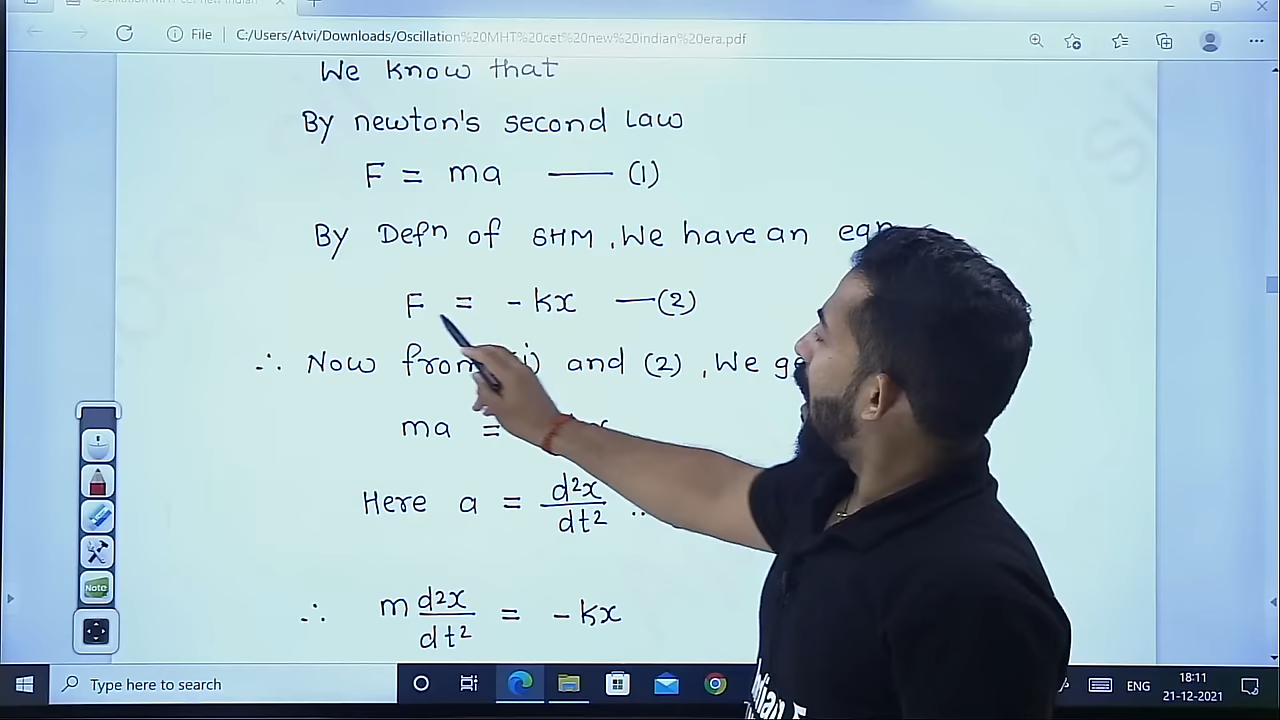 File C:/Users/Atvi/Downloads/Oscillation%20MHT%20cet%20new%20indian%20era.pdf
We know that
By newton's second Law
F = ma —— (1)
By Defn of SHM, We have an eqn
F = -kx —(2)
∴ Now from (1) and (2), We
ma =
Here a = d²x/dt² ..
∴ m d²x/dt² = -kx
Note
Type here to search
ENG
18:11
21-12-2021